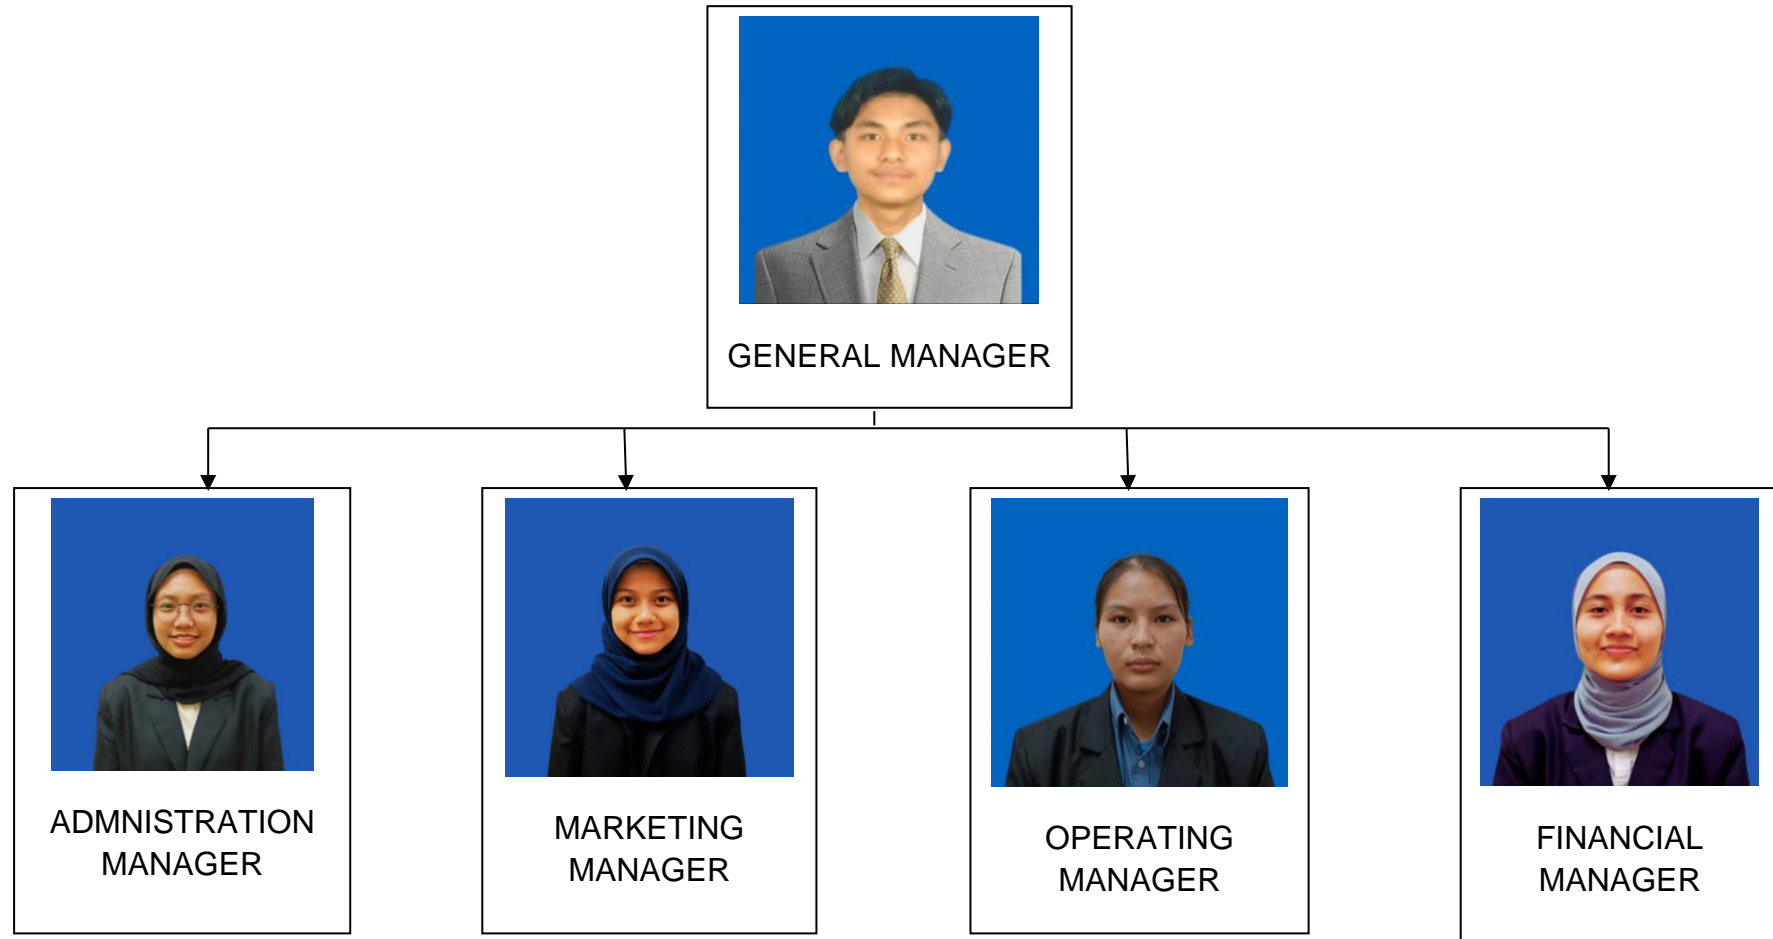 GENERAL MANAGER
ADMNISTRATION
MANAGER
MARKETING
MANAGER
OPERATING
MANAGER
FINANCIAL
MANAGER